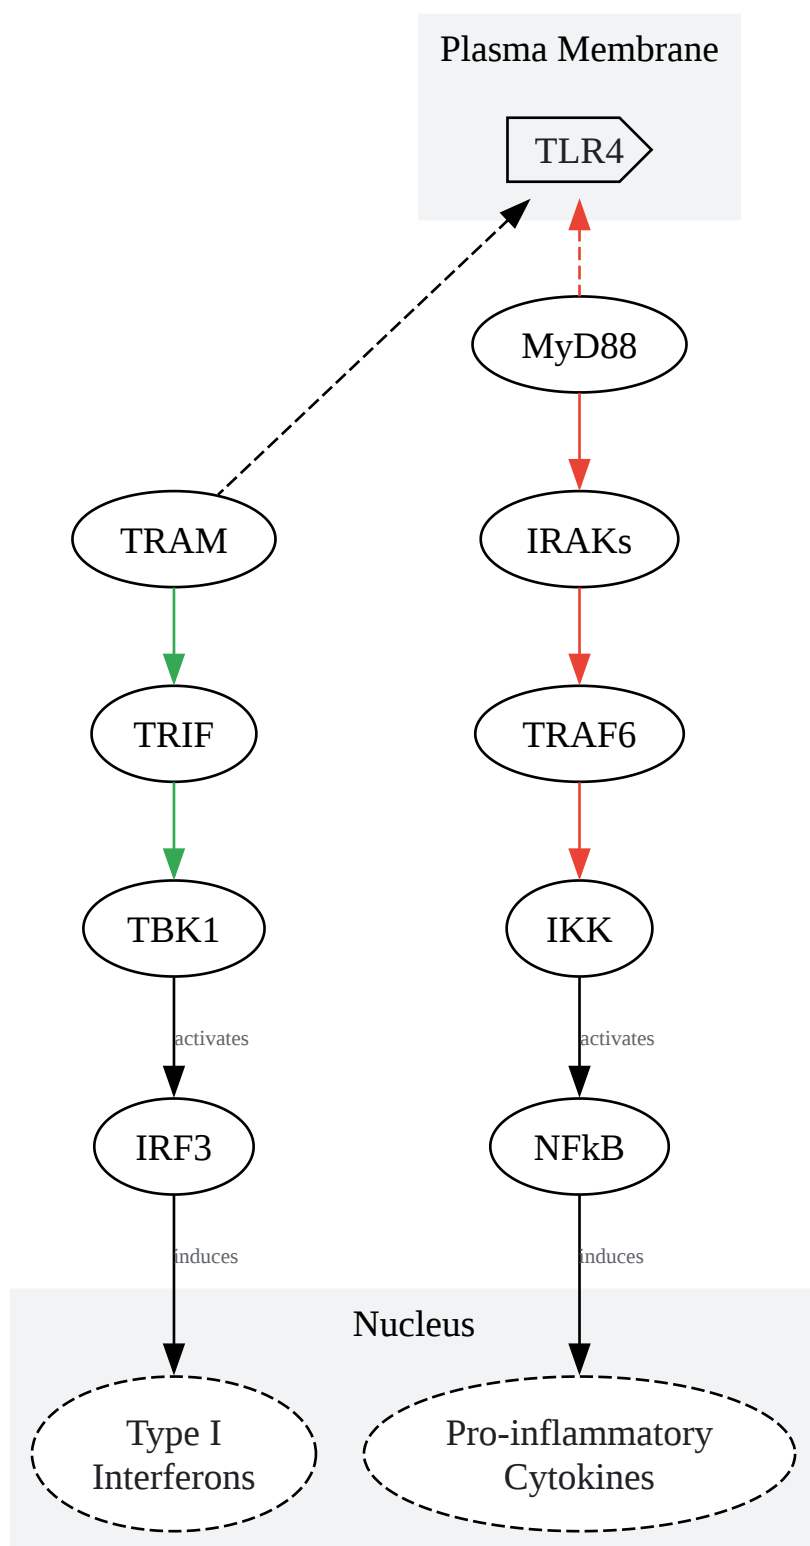 Plasma Membrane
TLR4
MyD88
TRAM
IRAKs
TRIF
TRAF6
TBK1
IKK
activates
activates
IRF3
NFkB
induces
induces
Nucleus
Type I
Interferons
Pro-inflammatory
Cytokines